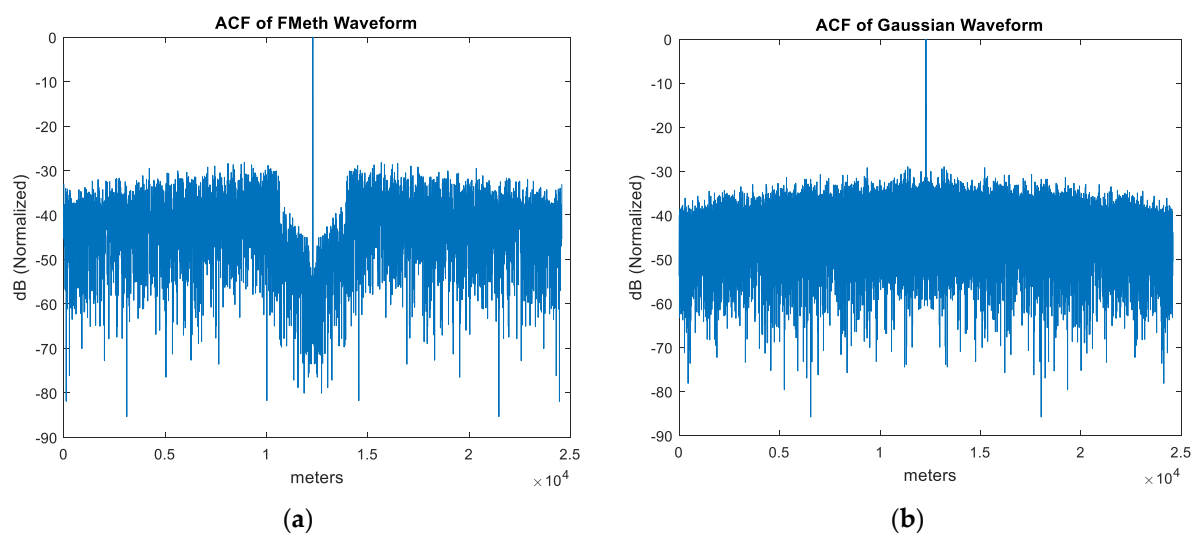 ACF of FMeth Waveform
0
-10
-20
-30
-40
-50
-60
-70
-80
-90
dB (Normalized)
0 0.5 1 1.5 2 2.5
meters
×10^4
(a)
ACF of Gaussian Waveform
0
-10
-20
-30
-40
-50
-60
-70
-80
-90
dB (Normalized)
0 0.5 1 1.5 2 2.5
meters
×10^4
(b)